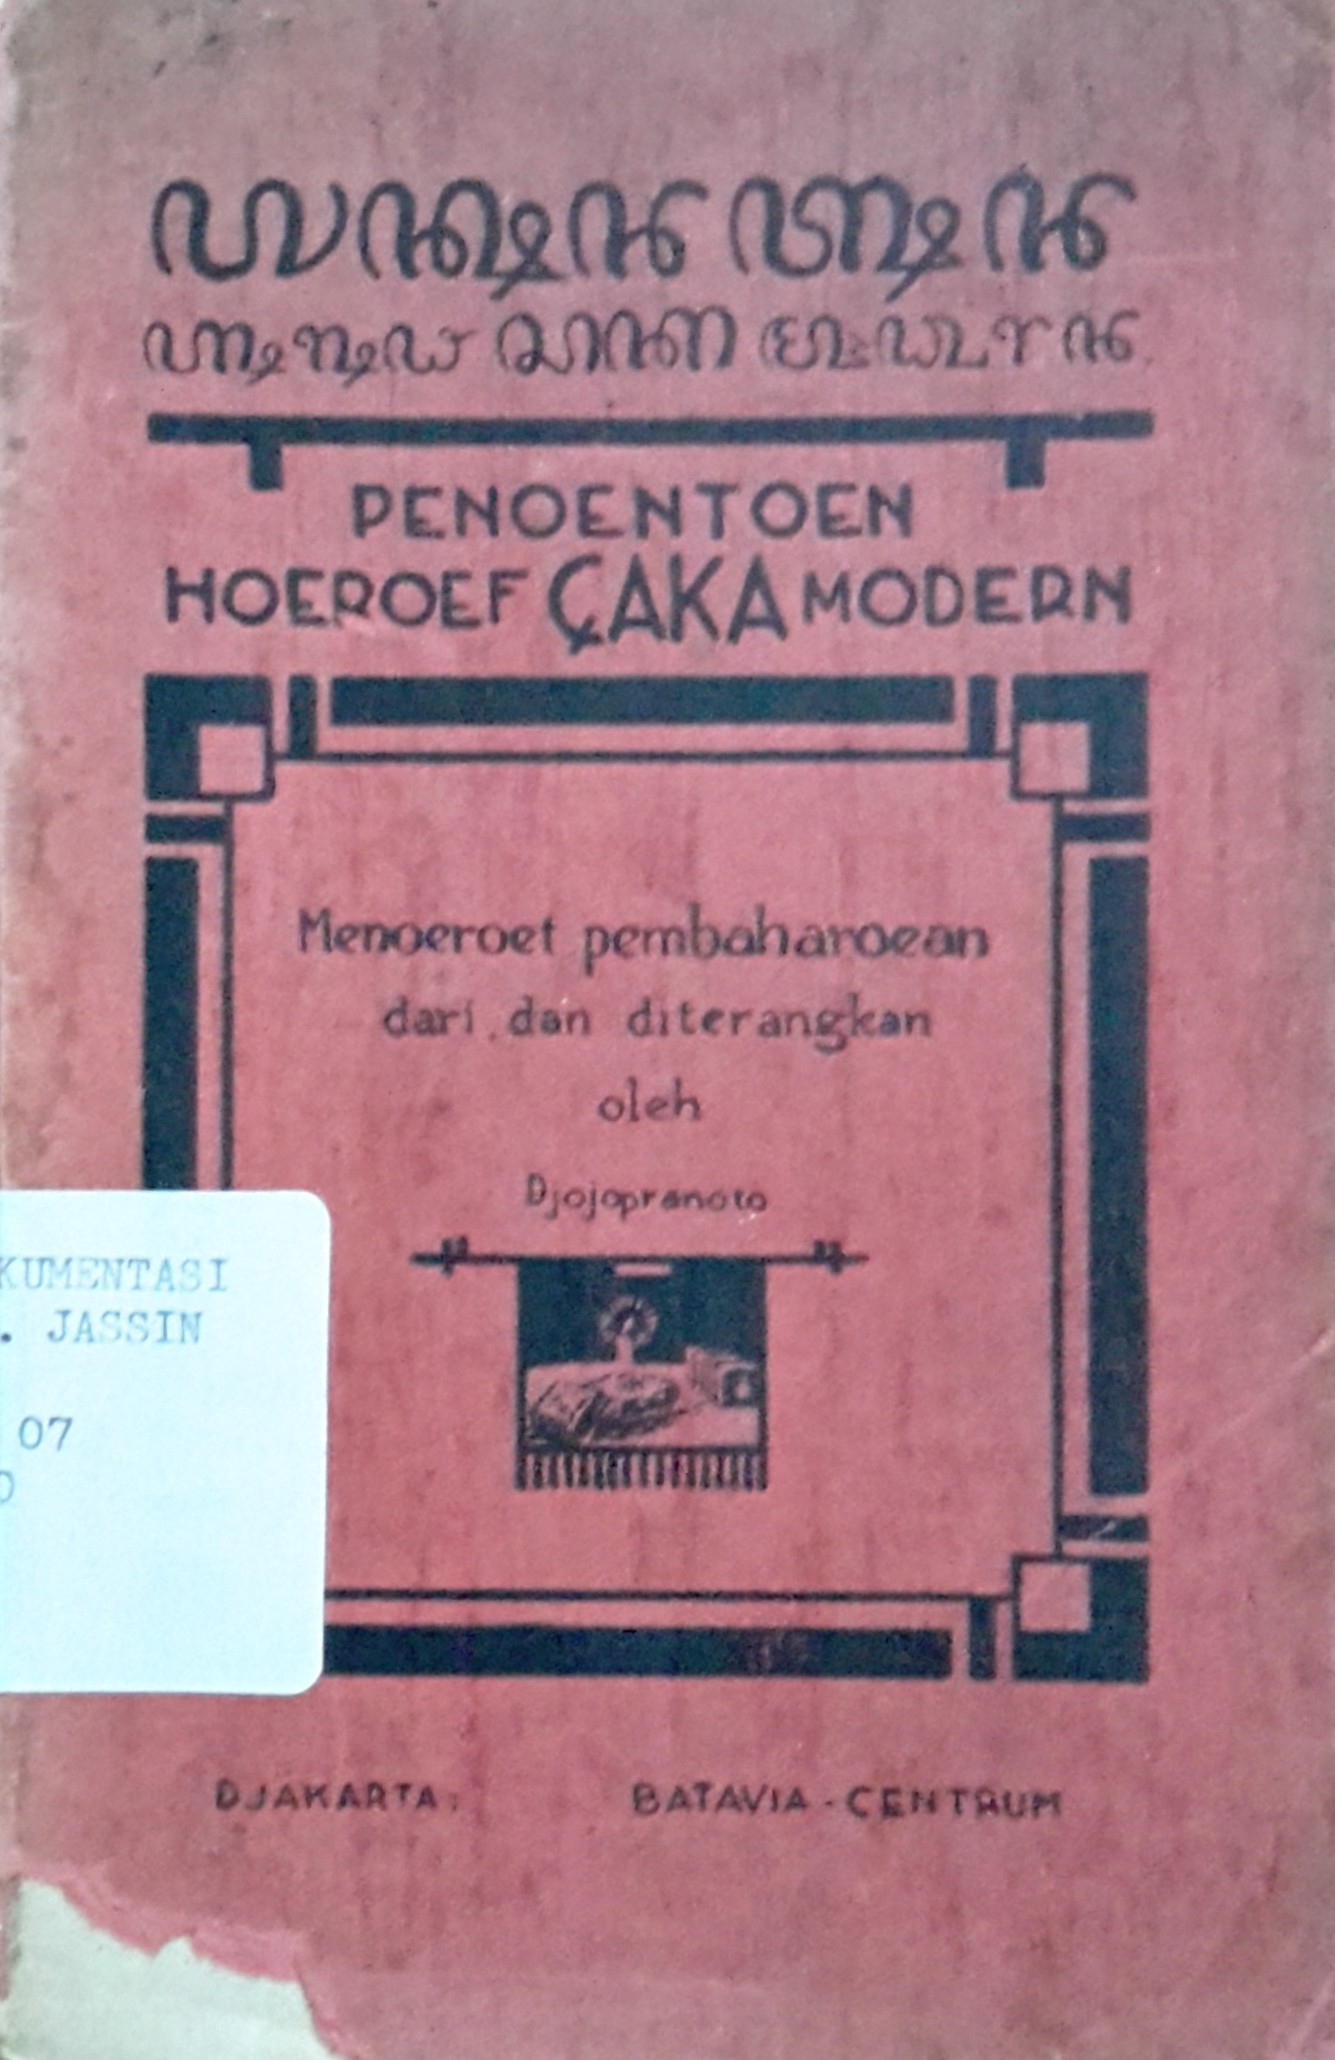 PENOENTOEN
HOEROEF ÇAKA MODERN
Menoeroet pembaharoean
dari dan diterangkan
oleh
Djojopranoto
KUMENTASI
. JASSIN
07
DJAKARTA:
BATAVIA-CENTRUM